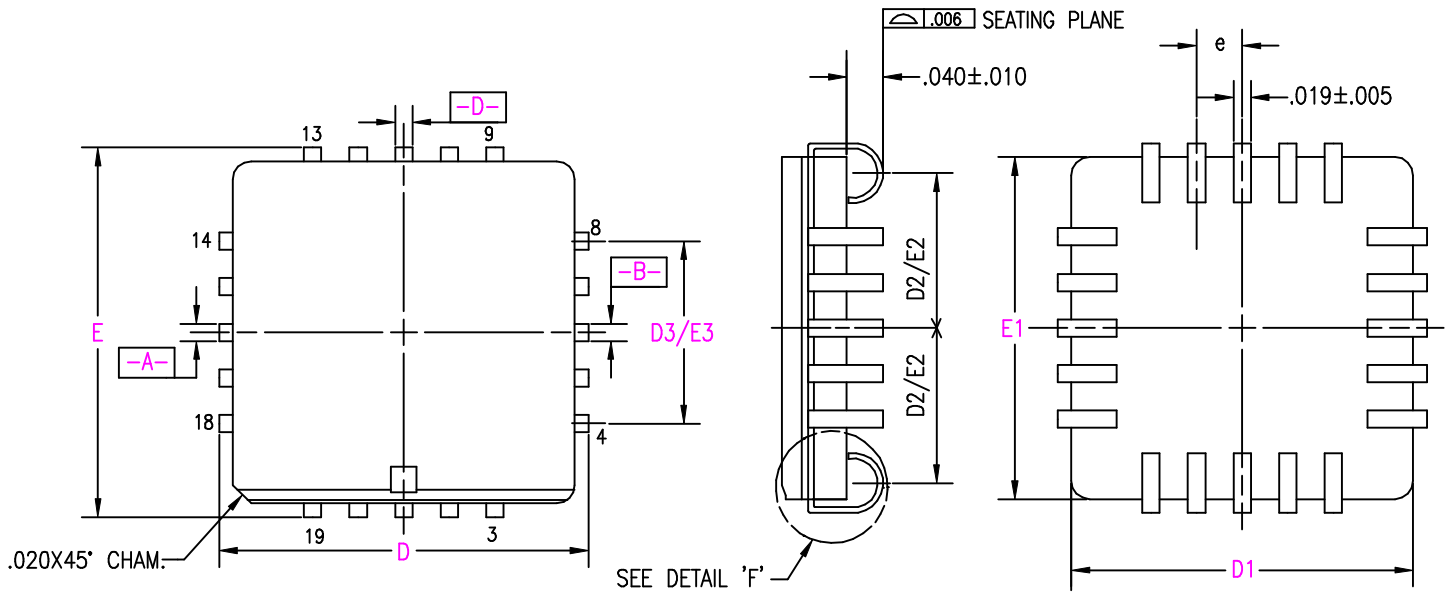 .006 SEATING PLANE
e
.040±.010
.019±.005
-D-
13
9
14
8
-B-
E
D3/E3
-A-
18
4
19
3
.020X45° CHAM.
D
D2/E2
D2/E2
SEE DETAIL 'F'
E1
D1